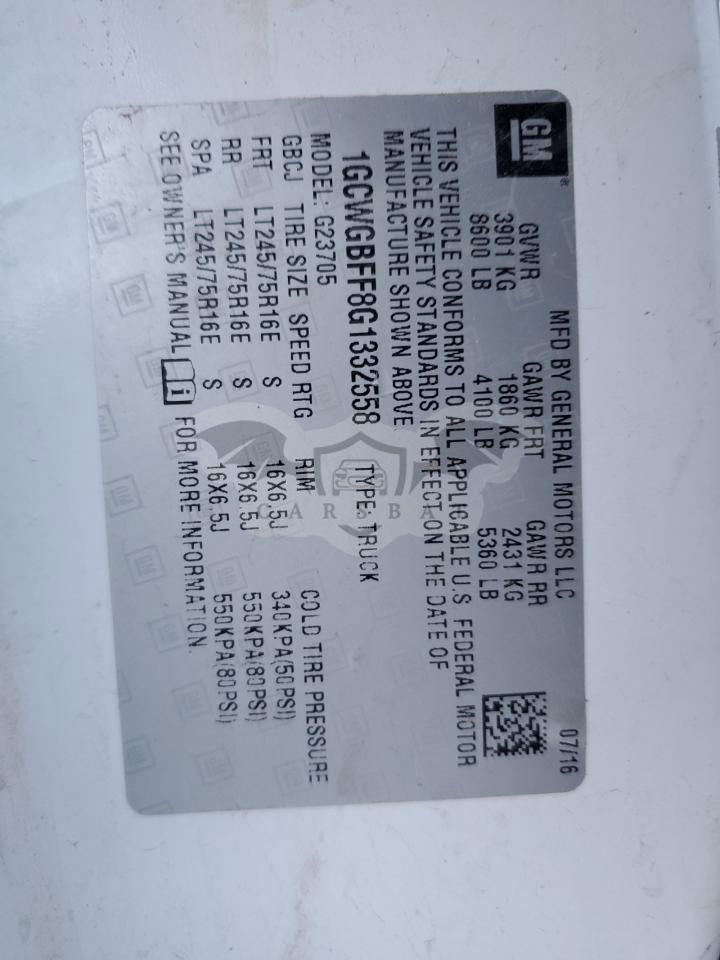 GM
®
MFD BY GENERAL MOTORS LLC 07/16
GVWR GAWR FRT GAWR RR
3901 KG 1860 KG 2431 KG
8600 LB 4100 LB 5360 LB
THIS VEHICLE CONFORMS TO ALL APPLICABLE U.S. FEDERAL MOTOR
VEHICLE SAFETY STANDARDS IN EFFECT ON THE DATE OF
MANUFACTURE SHOWN ABOVE.
1GCWGBFF8G1332558 TYPE: TRUCK
MODEL: G23705
GBCJ TIRE SIZE SPEED RTG RIM COLD TIRE PRESSURE
FRT LT245/75R16E S 16X6.5J 340KPA(50PSI)
RR LT245/75R16E S 16X6.5J 550KPA(80PSI)
SPA LT245/75R16E S 16X6.5J 550KPA(80PSI)
SEE OWNER'S MANUAL i FOR MORE INFORMATION.